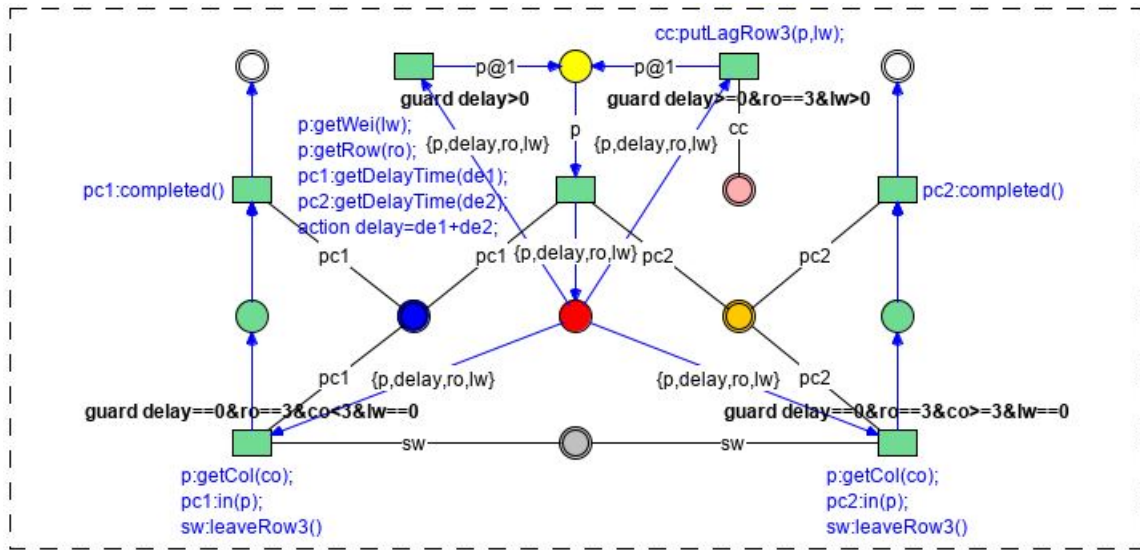 cc:putLagRow3(p,lw);
p@1
p@1
guard delay>0
guard delay>=0&ro==3&lw>0
p:getWei(lw);
p:getRow(ro);
pc1:getDelayTime(de1);
pc2:getDelayTime(de2);
action delay=de1+de2;
{p,delay,ro,lw}
p
{p,delay,ro,lw}
cc
pc1:completed()
pc2:completed()
pc1
pc1
{p,delay,ro,lw}
pc2
pc2
pc1
{p,delay,ro,lw}
{p,delay,ro,lw}
pc2
guard delay==0&ro==3&co<3&lw==0
guard delay==0&ro==3&co>=3&lw==0
sw
sw
p:getCol(co);
pc1:in(p);
sw:leaveRow3()
p:getCol(co);
pc2:in(p);
sw:leaveRow3()